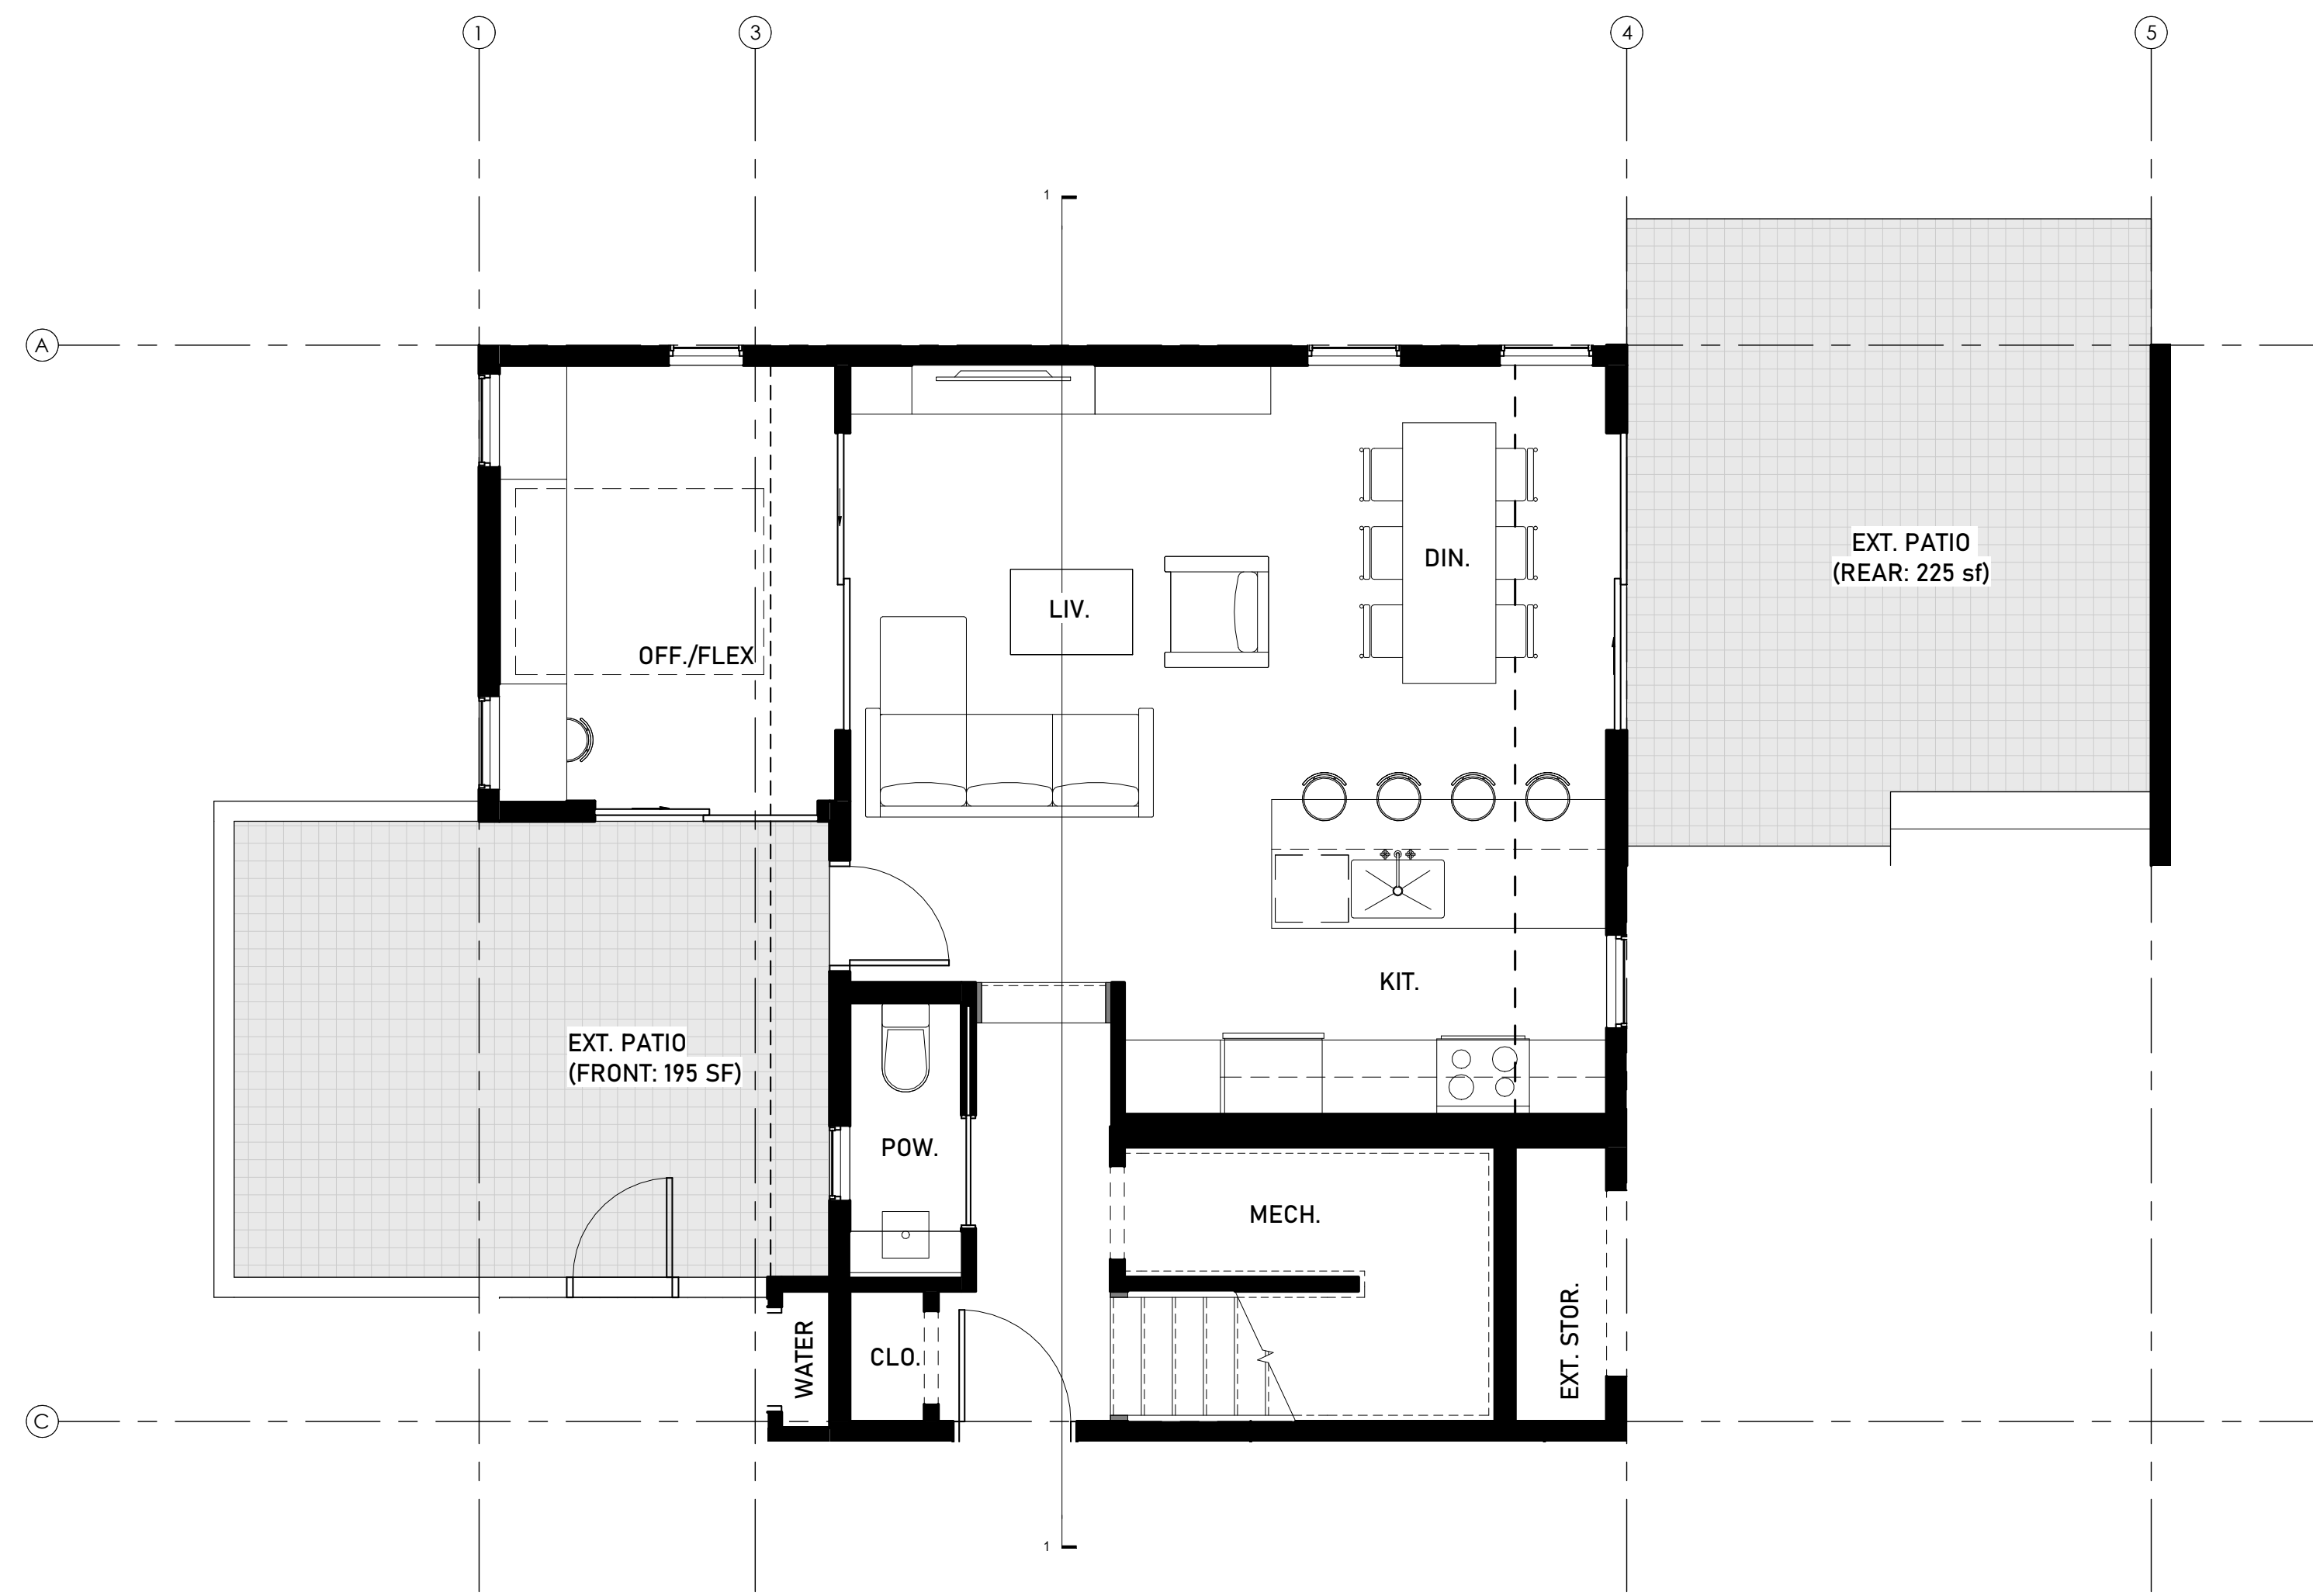 1
3
4
5
1
A
EXT. PATIO
(REAR: 225 sf)
DIN.
LIV.
OFF./FLEX
KIT.
EXT. PATIO
(FRONT: 195 SF)
POW.
MECH.
EXT. STOR.
WATER
CLO.
C
1